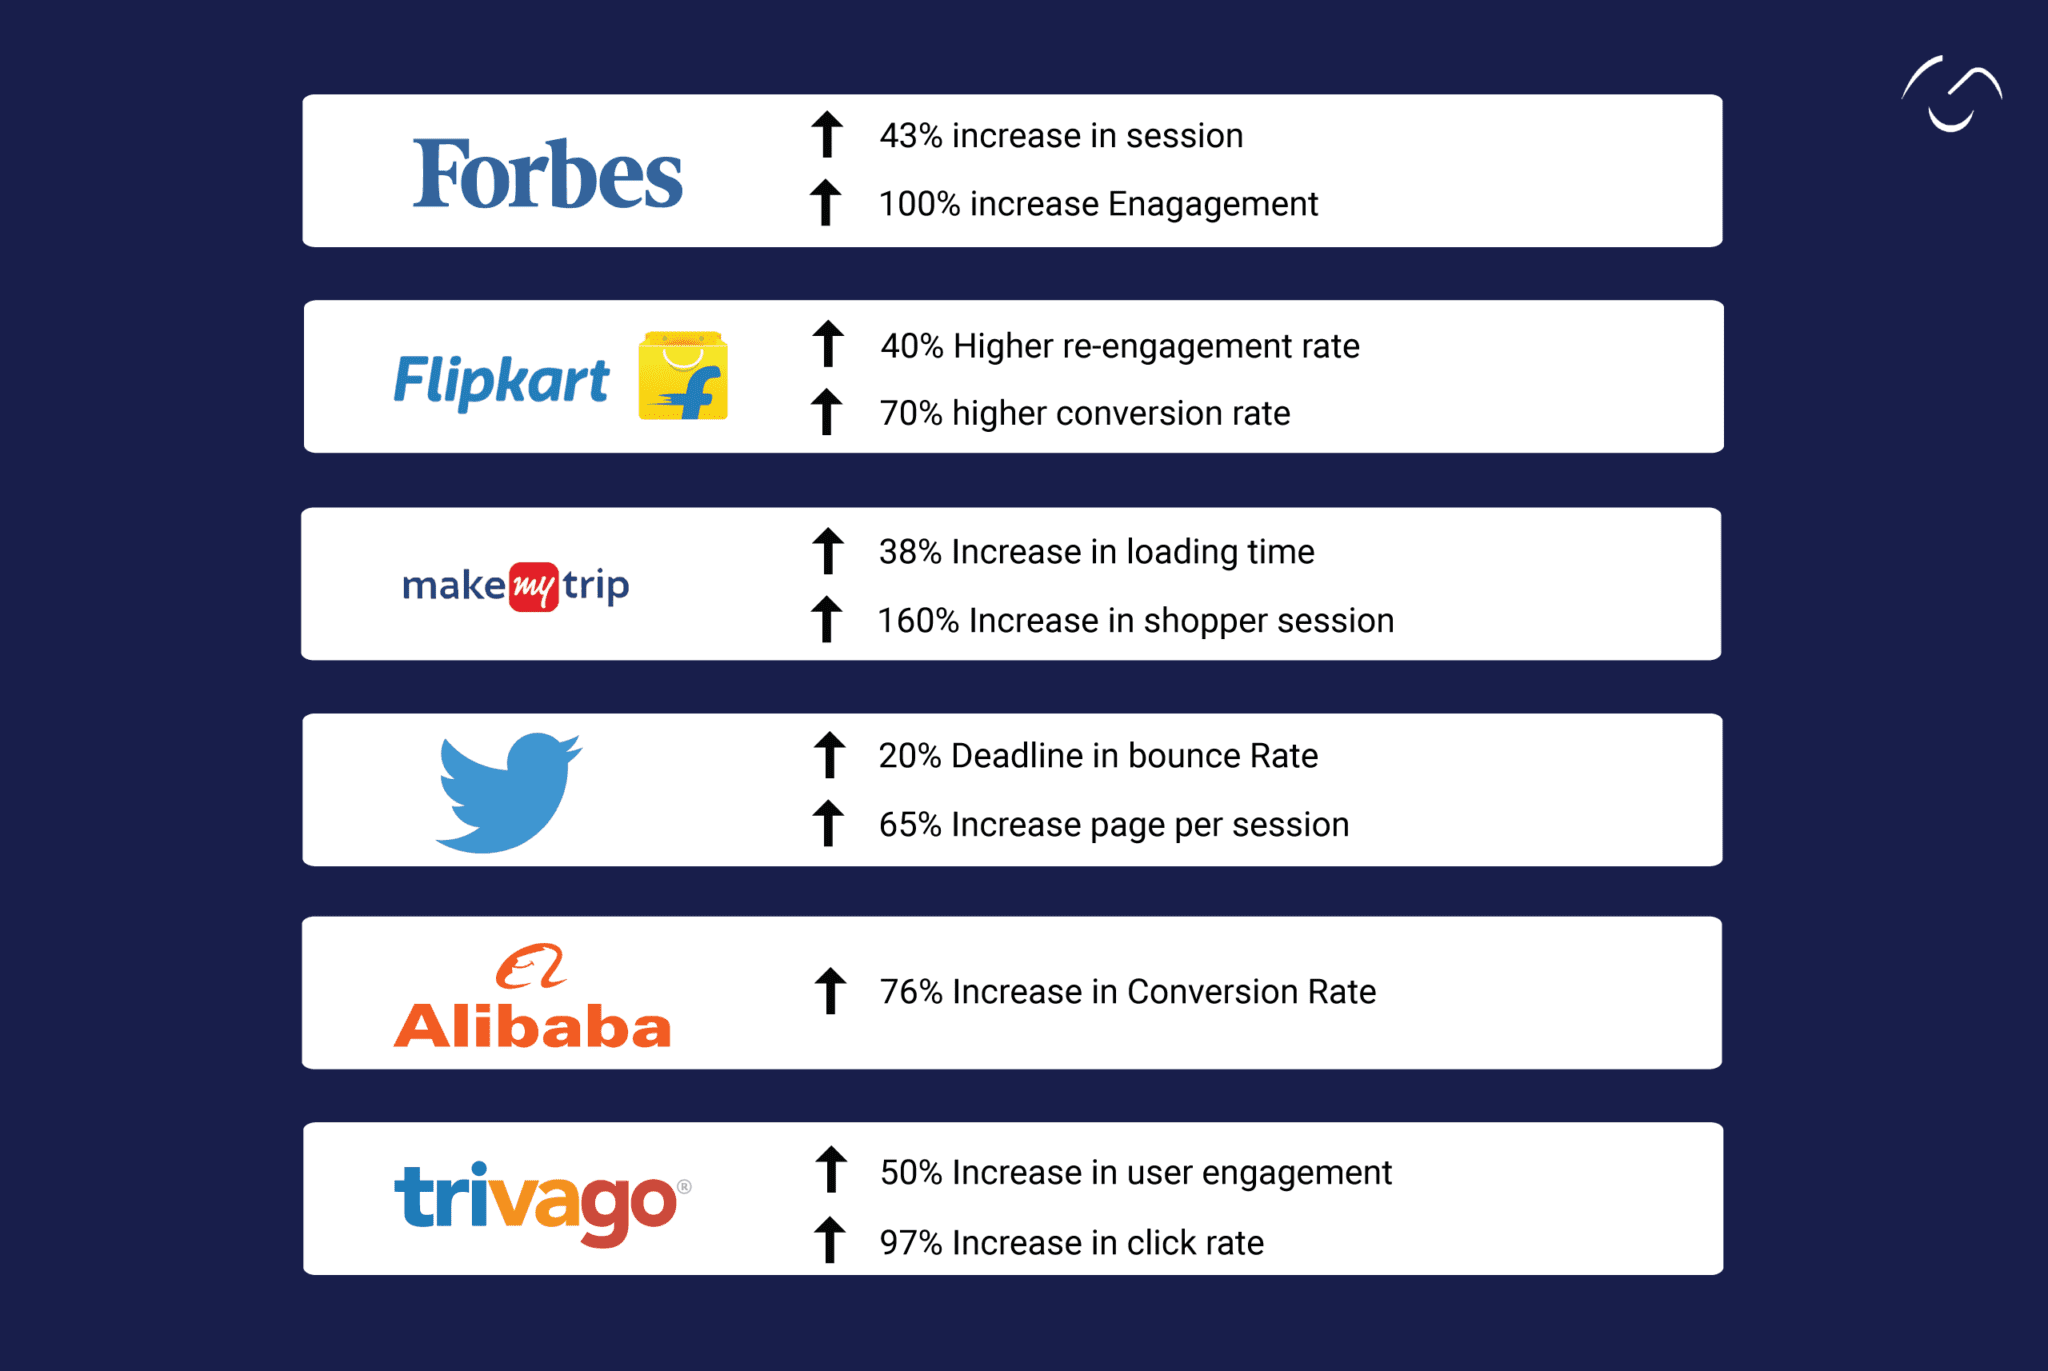 Forbes
43% increase in session
100% increase Enagagement
Flipkart
f
40% Higher re-engagement rate
70% higher conversion rate
make my trip
38% Increase in loading time
160% Increase in shopper session
20% Deadline in bounce Rate
65% Increase page per session
Alibaba
76% Increase in Conversion Rate
trivago®
50% Increase in user engagement
97% Increase in click rate